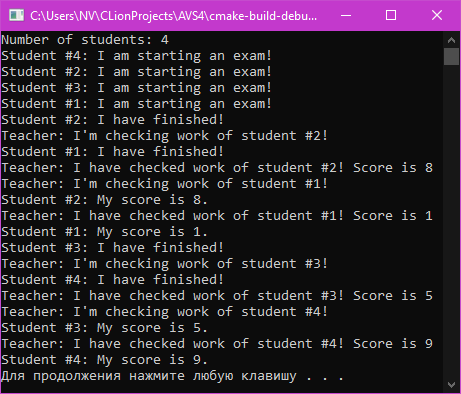 C:\Users\NV\CLionProjects\AVS4\cmake-build-debu...
Number of students: 4
Student #4: I am starting an exam!
Student #2: I am starting an exam!
Student #3: I am starting an exam!
Student #1: I am starting an exam!
Student #2: I have finished!
Teacher: I'm checking work of student #2!
Student #1: I have finished!
Teacher: I have checked work of student #2! Score is 8
Teacher: I'm checking work of student #1!
Student #2: My score is 8.
Teacher: I have checked work of student #1! Score is 1
Student #1: My score is 1.
Student #3: I have finished!
Teacher: I'm checking work of student #3!
Student #4: I have finished!
Teacher: I have checked work of student #3! Score is 5
Teacher: I'm checking work of student #4!
Student #3: My score is 5.
Teacher: I have checked work of student #4! Score is 9
Student #4: My score is 9.
Для продолжения нажмите любую клавишу . . .